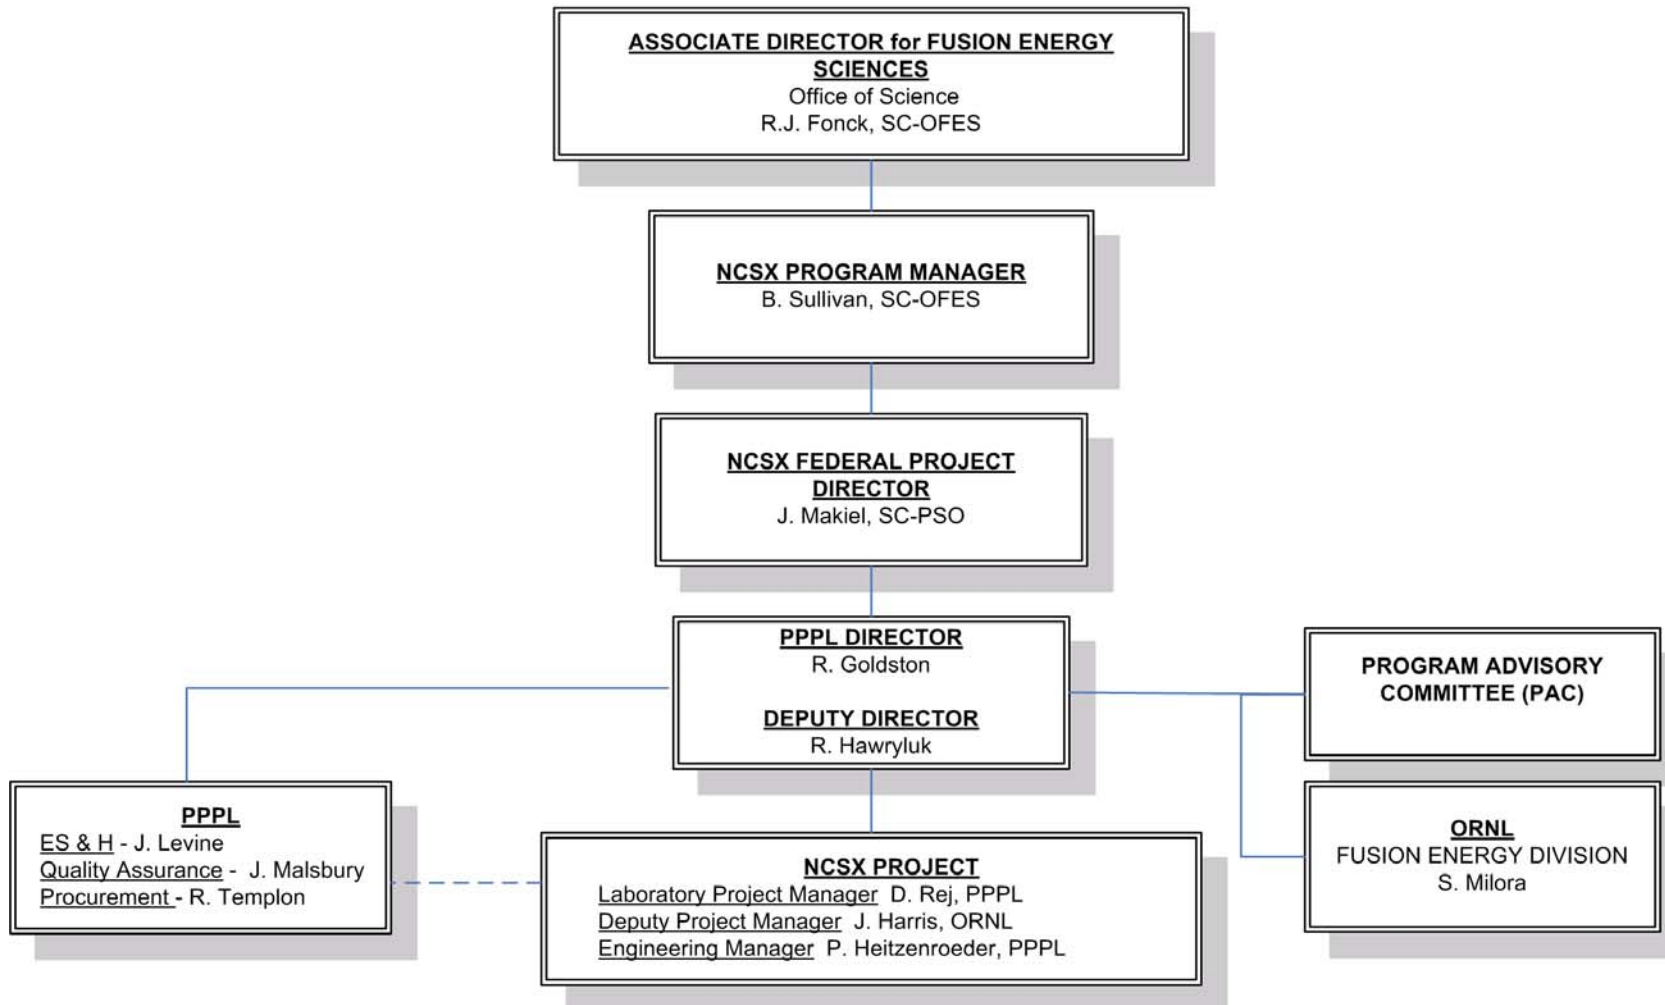 ASSOCIATE DIRECTOR for FUSION ENERGY
SCIENCES
Office of Science
R.J. Fonck, SC-OFES
NCSX PROGRAM MANAGER
B. Sullivan, SC-OFES
NCSX FEDERAL PROJECT
DIRECTOR
J. Makiel, SC-PSO
PPPL DIRECTOR
R. Goldston
DEPUTY DIRECTOR
R. Hawryluk
PROGRAM ADVISORY
COMMITTEE (PAC)
PPPL
ES & H - J. Levine
Quality Assurance - J. Malsbury
Procurement - R. Templon
NCSX PROJECT
Laboratory Project Manager D. Rej, PPPL
Deputy Project Manager J. Harris, ORNL
Engineering Manager P. Heitzenroeder, PPPL
ORNL
FUSION ENERGY DIVISION
S. Milora